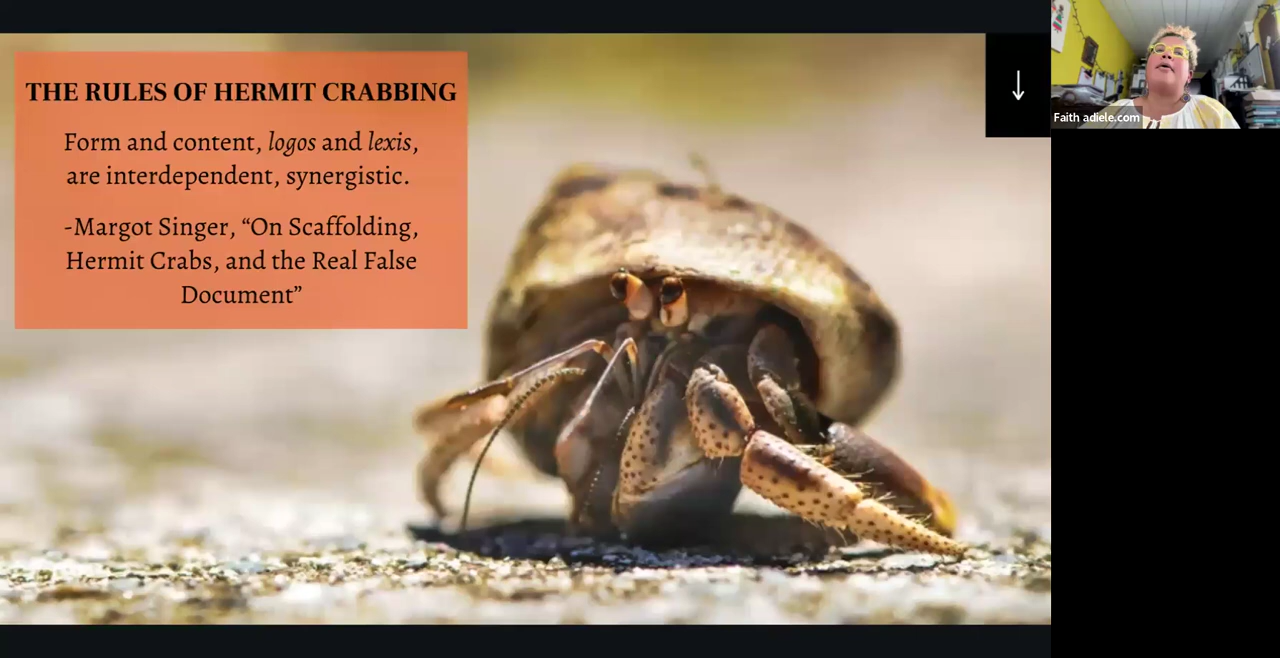 THE RULES OF HERMIT CRABBING
Form and content, logos and lexis,
are interdependent, synergistic.
-Margot Singer, “On Scaffolding,
Hermit Crabs, and the Real False
Document”
Faith adiele.com